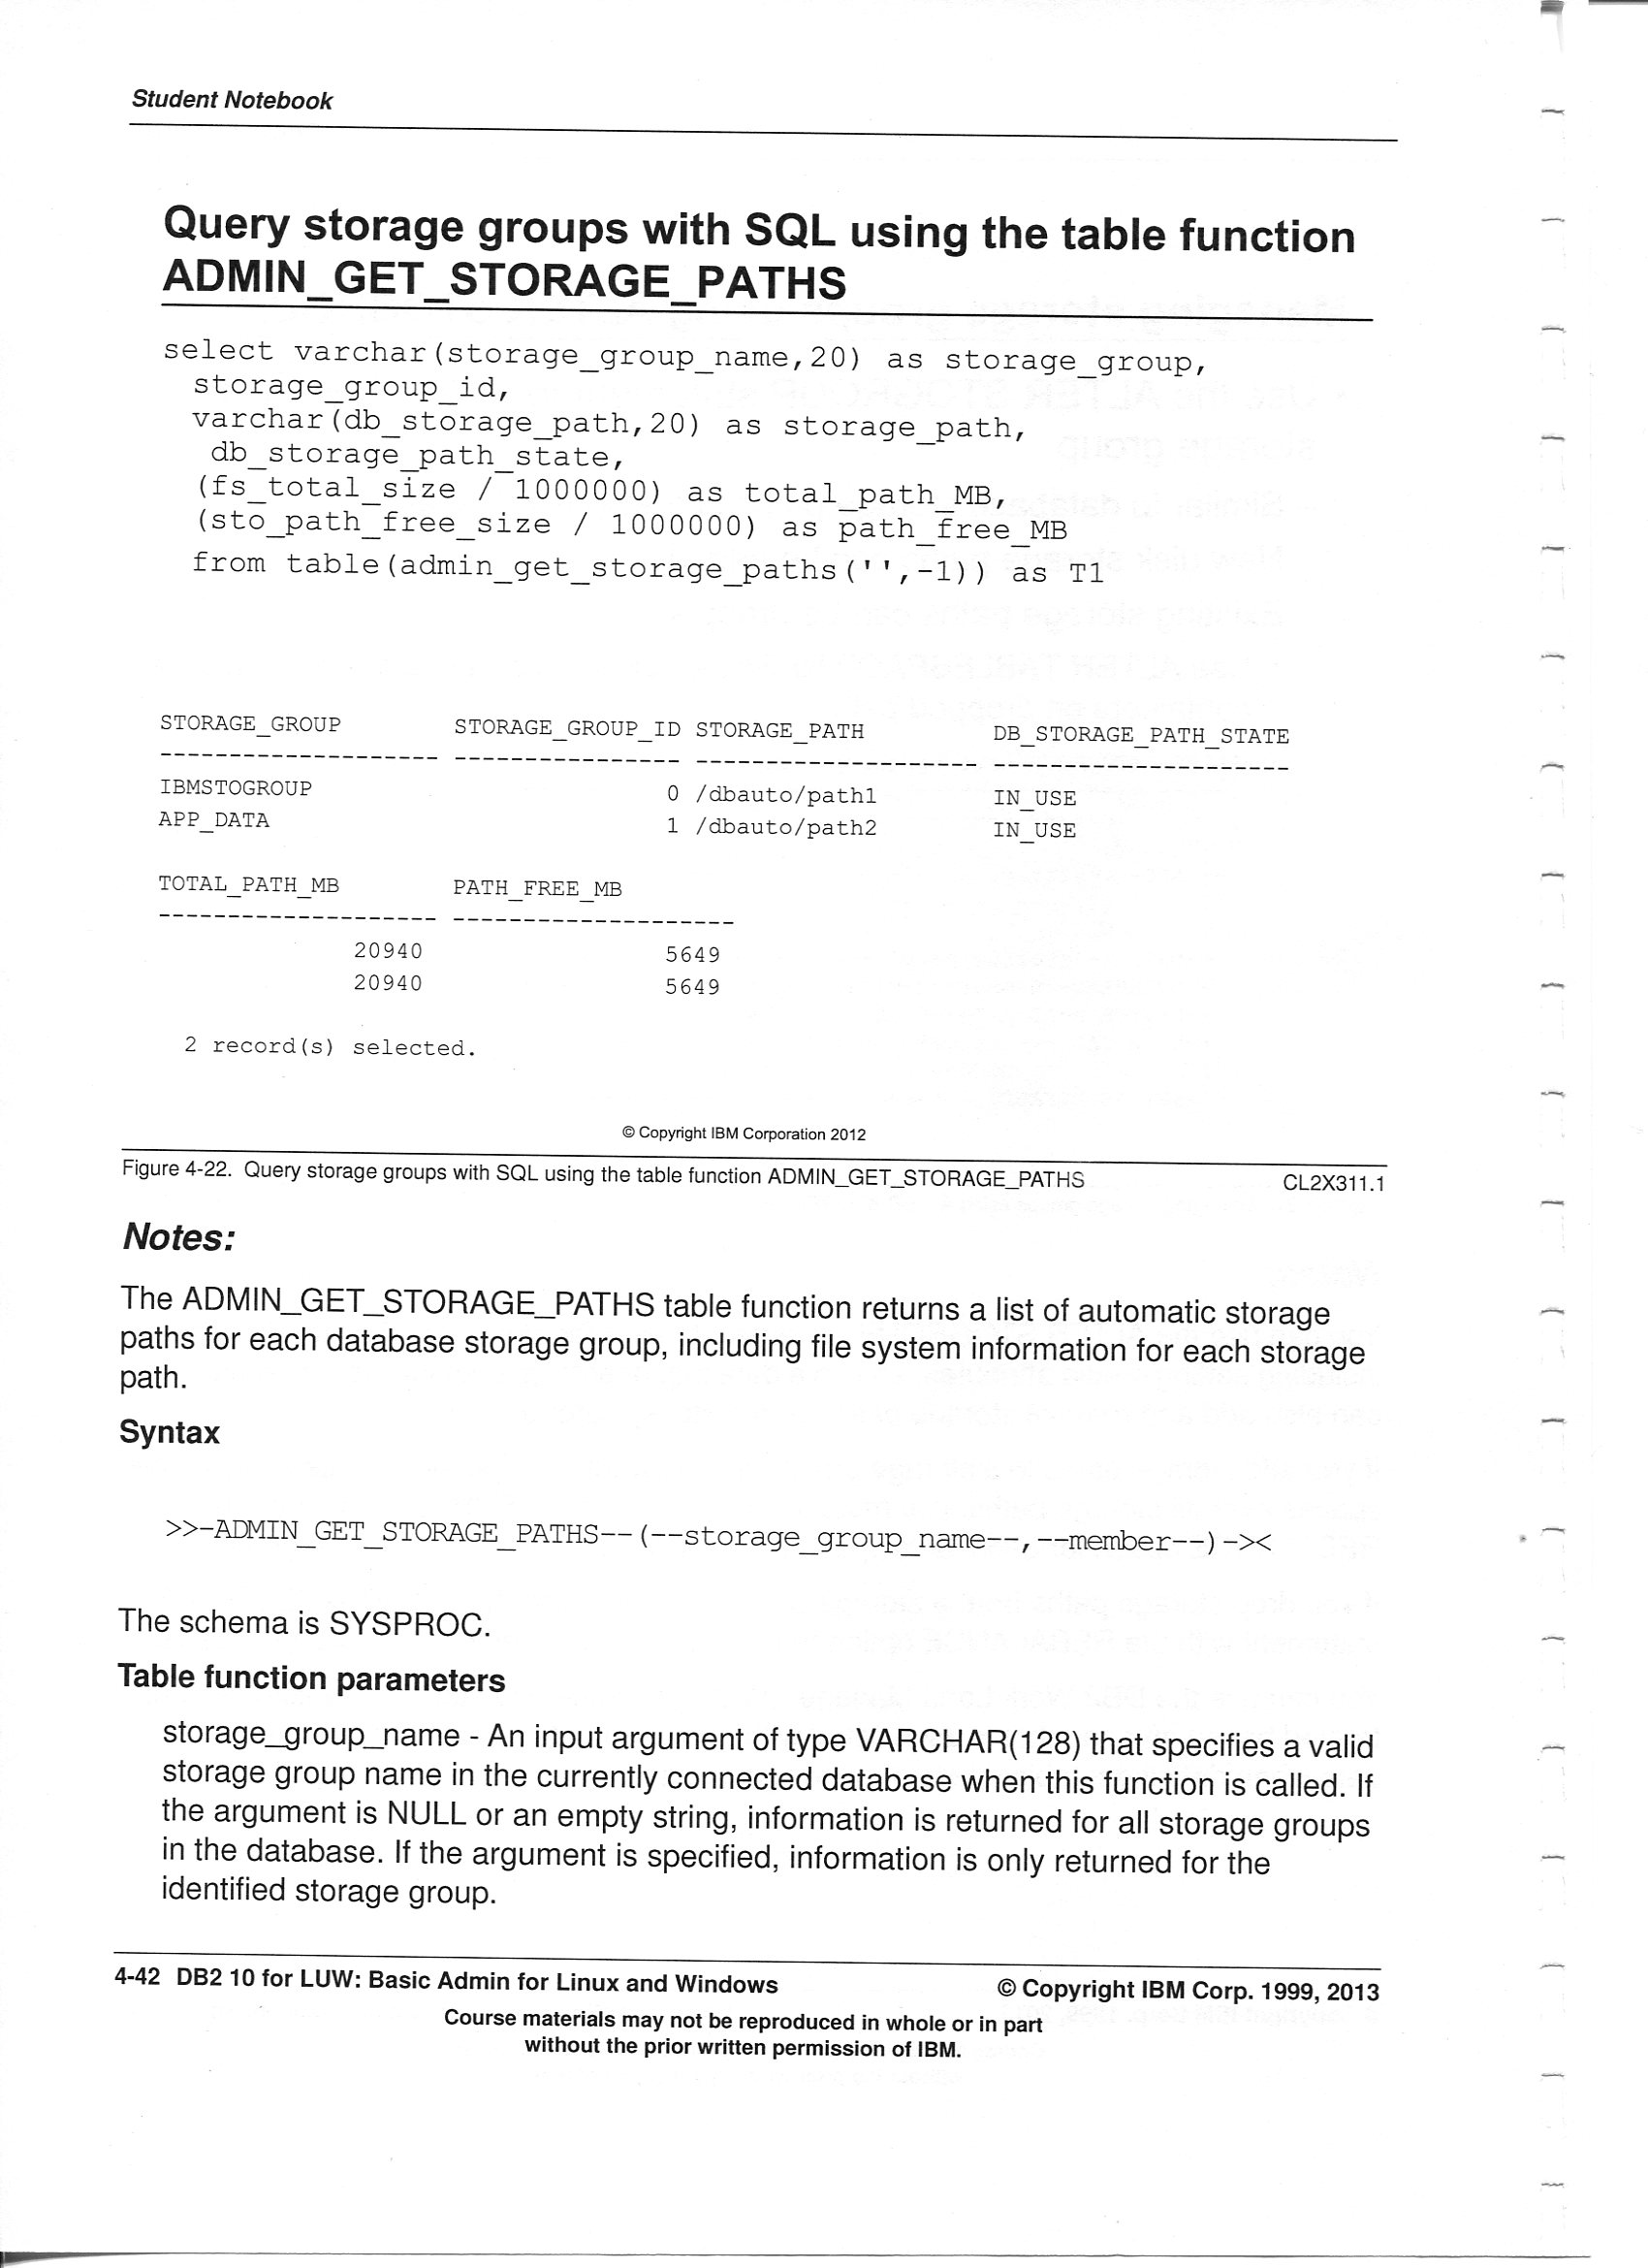 Student Notebook
Query storage groups with SQL using the table function
ADMIN_GET_STORAGE_PATHS
select varchar(storage_group_name,20) as storage_group,
storage_group_id,
varchar(db_storage_path,20) as storage_path,
db_storage_path_state,
(fs_total_size / 1000000) as total_path_MB,
(sto_path_free_size / 1000000) as path_free_MB
from table(admin_get_storage_paths('',-1)) as T1
STORAGE_GROUP STORAGE_GROUP_ID STORAGE_PATH DB_STORAGE_PATH_STATE
-------------------- ---------------- -------------------- ---------------------
IBMSTOGROUP 0 /dbauto/path1 IN_USE
APP_DATA 1 /dbauto/path2 IN_USE
TOTAL_PATH_MB PATH_FREE_MB
-------------------- --------------------
20940 5649
20940 5649
2 record(s) selected.
© Copyright IBM Corporation 2012
Figure 4-22. Query storage groups with SQL using the table function ADMIN_GET_STORAGE_PATHS CL2X311.1
Notes:
The ADMIN_GET_STORAGE_PATHS table function returns a list of automatic storage
paths for each database storage group, including file system information for each storage
path.
Syntax
>>-ADMIN_GET_STORAGE_PATHS--(--storage_group_name--,--member--)-><
The schema is SYSPROC.
Table function parameters
storage_group_name - An input argument of type VARCHAR(128) that specifies a valid
storage group name in the currently connected database when this function is called. If
the argument is NULL or an empty string, information is returned for all storage groups
in the database. If the argument is specified, information is only returned for the
identified storage group.
4-42 DB2 10 for LUW: Basic Admin for Linux and Windows © Copyright IBM Corp. 1999, 2013
Course materials may not be reproduced in whole or in part
without the prior written permission of IBM.